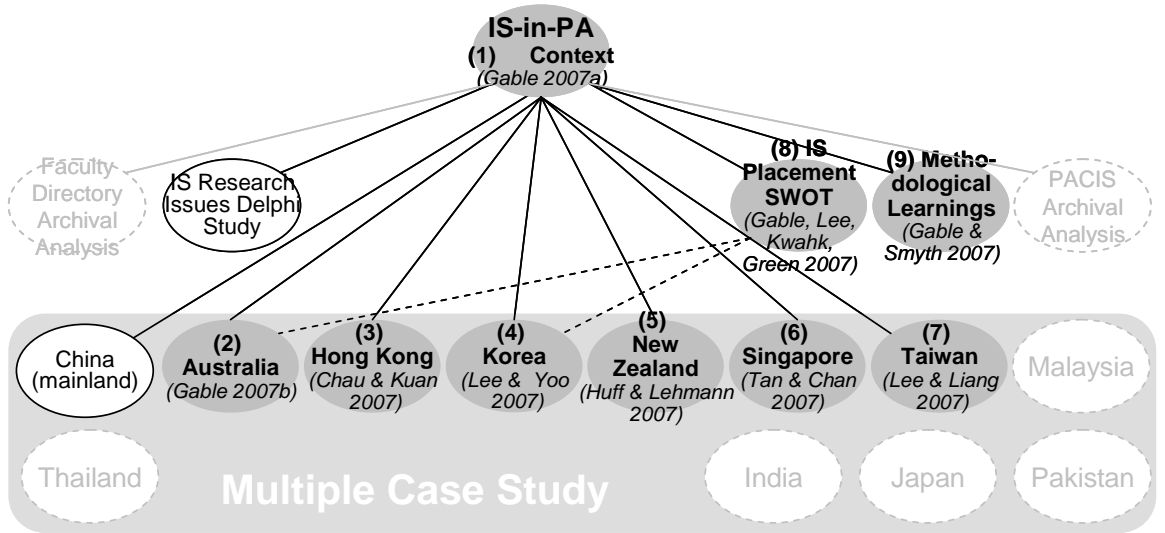 IS-in-PA
(1) Context
(Gable 2007a)
Faculty
Directory
Archival
Analysis
IS Research
Issues Delphi
Study
(8) IS
Placement
SWOT
(Gable, Lee,
Kwahk,
Green 2007)
(9) Metho-
dological
Learnings
(Gable &
Smyth 2007)
PACIS
Archival
Analysis
China
(mainland)
(2)
Australia
(Gable 2007b)
(3)
Hong Kong
(Chau & Kuan
2007)
(4)
Korea
(Lee & Yoo
2007)
(5)
New
Zealand
(Huff & Lehmann
2007)
(6)
Singapore
(Tan & Chan
2007)
(7)
Taiwan
(Lee & Liang
2007)
Malaysia
Thailand
Multiple Case Study
India
Japan
Pakistan